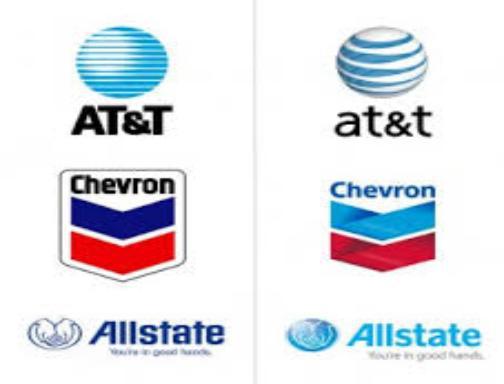 AT&T
at&t
Chevron
Chevron
Allstate
You're in good hands.
Allstate
You're in good hands.